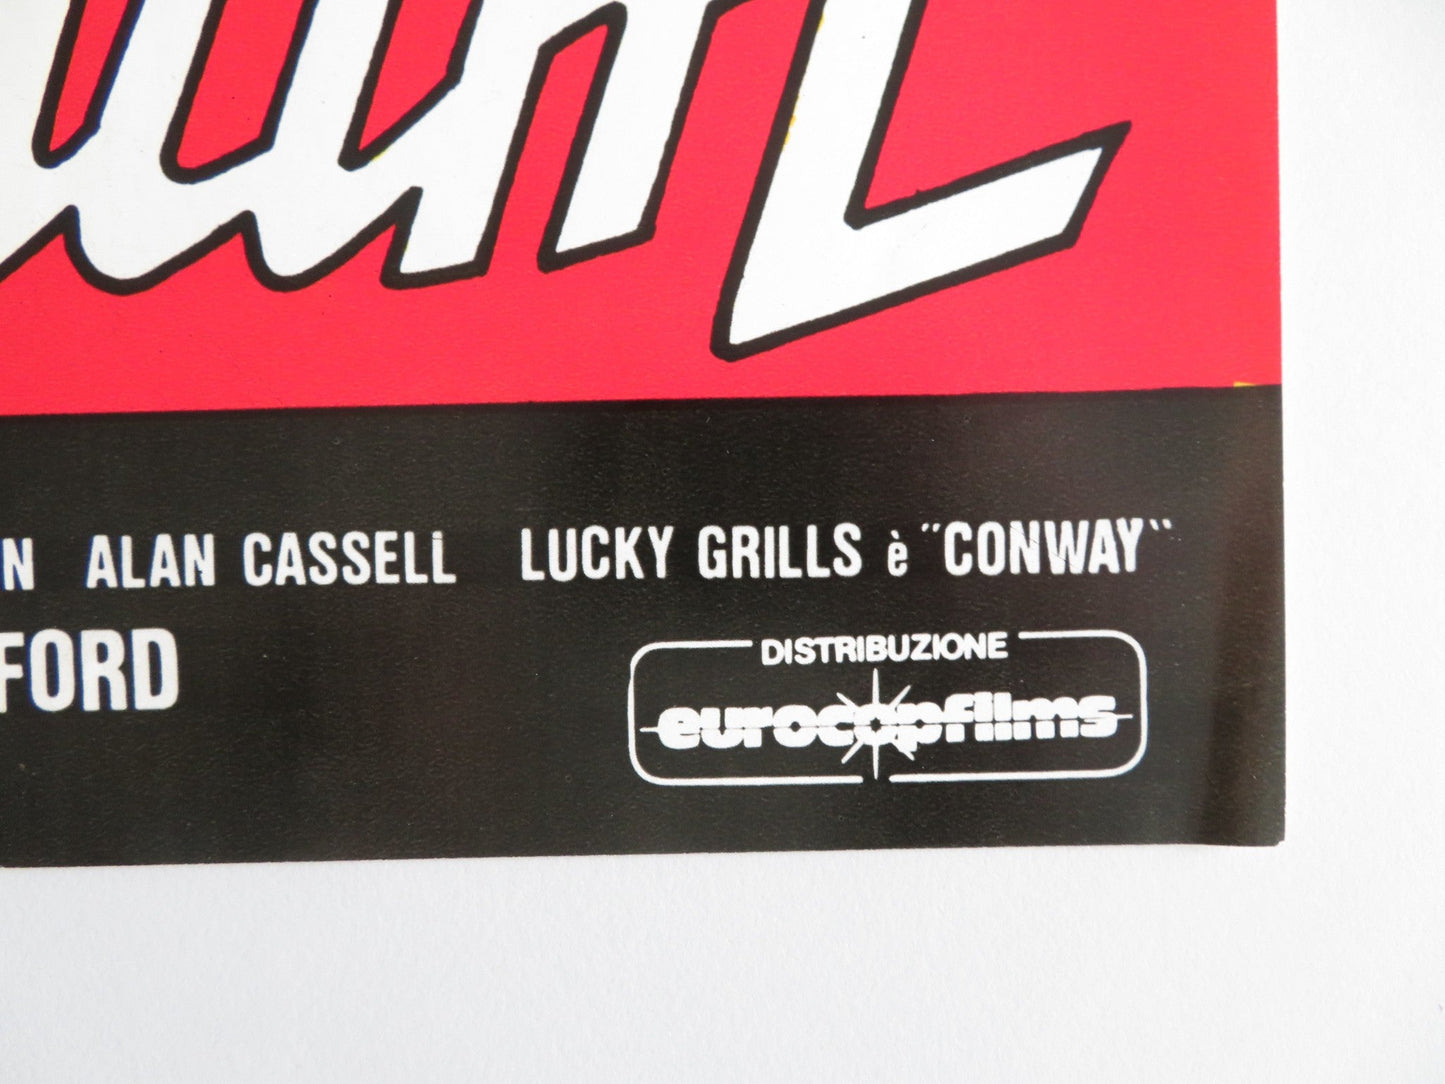 N ALAN CASSELL LUCKY GRILLS è "CONWAY"
FORD
DISTRIBUZIONE
eurocopfilms